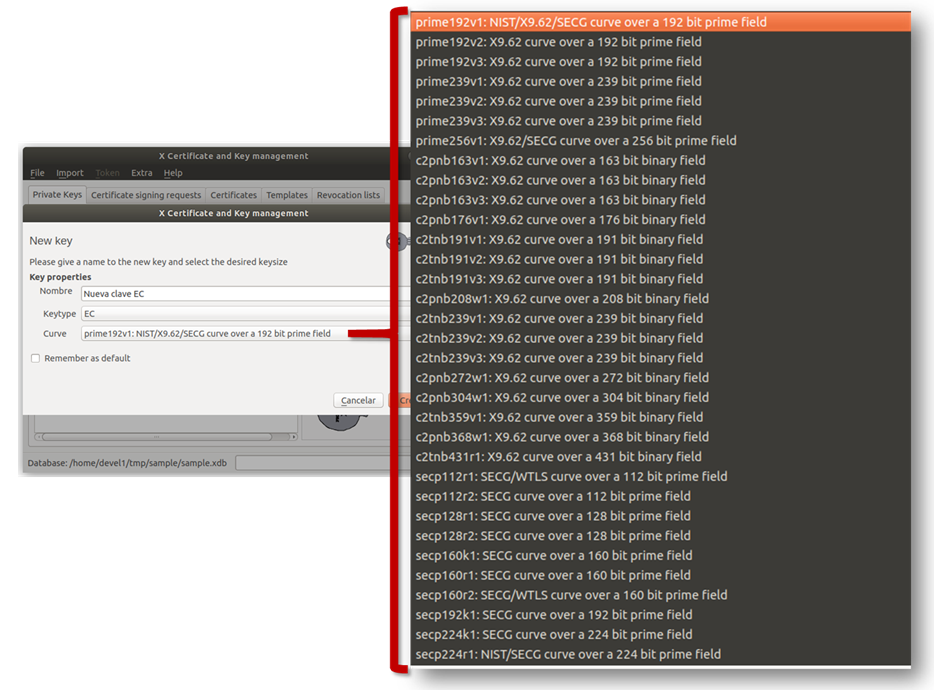 X Certificate and Key management
File Import Token Extra Help
Private Keys Certificate signing requests Certificates Templates Revocation lists
X Certificate and Key management
New key
Please give a name to the new key and select the desired keysize
Key properties
Nombre Nueva clave EC
Keytype EC
Curve prime192v1: NIST/X9.62/SECG curve over a 192 bit prime field
Remember as default
Cancelar Cr
Database: /home/devel1/tmp/sample/sample.xdb
prime192v1: NIST/X9.62/SECG curve over a 192 bit prime field
prime192v2: X9.62 curve over a 192 bit prime field
prime192v3: X9.62 curve over a 192 bit prime field
prime239v1: X9.62 curve over a 239 bit prime field
prime239v2: X9.62 curve over a 239 bit prime field
prime239v3: X9.62 curve over a 239 bit prime field
prime256v1: X9.62/SECG curve over a 256 bit prime field
c2pnb163v1: X9.62 curve over a 163 bit binary field
c2pnb163v2: X9.62 curve over a 163 bit binary field
c2pnb163v3: X9.62 curve over a 163 bit binary field
c2pnb176v1: X9.62 curve over a 176 bit binary field
c2tnb191v1: X9.62 curve over a 191 bit binary field
c2tnb191v2: X9.62 curve over a 191 bit binary field
c2tnb191v3: X9.62 curve over a 191 bit binary field
c2pnb208w1: X9.62 curve over a 208 bit binary field
c2tnb239v1: X9.62 curve over a 239 bit binary field
c2tnb239v2: X9.62 curve over a 239 bit binary field
c2tnb239v3: X9.62 curve over a 239 bit binary field
c2pnb272w1: X9.62 curve over a 272 bit binary field
c2pnb304w1: X9.62 curve over a 304 bit binary field
c2tnb359v1: X9.62 curve over a 359 bit binary field
c2pnb368w1: X9.62 curve over a 368 bit binary field
c2tnb431r1: X9.62 curve over a 431 bit binary field
secp112r1: SECG/WTLS curve over a 112 bit prime field
secp112r2: SECG curve over a 112 bit prime field
secp128r1: SECG curve over a 128 bit prime field
secp128r2: SECG curve over a 128 bit prime field
secp160k1: SECG curve over a 160 bit prime field
secp160r1: SECG curve over a 160 bit prime field
secp160r2: SECG/WTLS curve over a 160 bit prime field
secp192k1: SECG curve over a 192 bit prime field
secp224k1: SECG curve over a 224 bit prime field
secp224r1: NIST/SECG curve over a 224 bit prime field